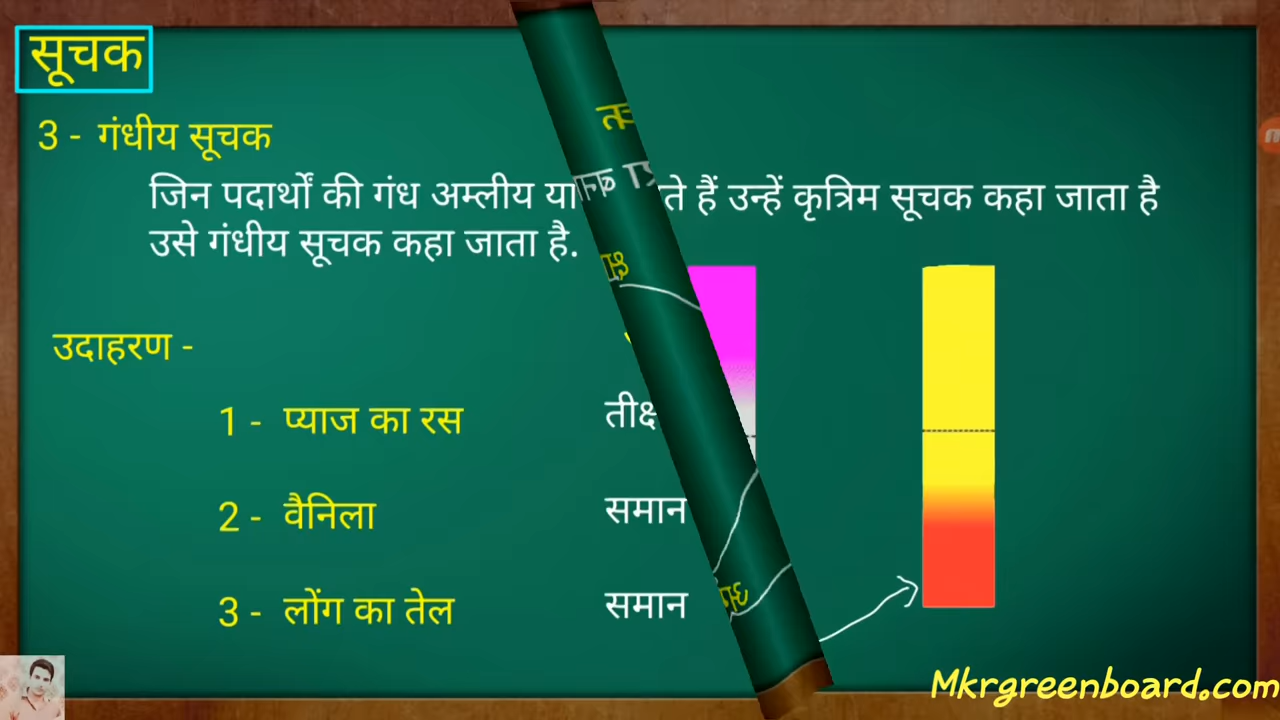 सूचक
3 - गंधीय सूचक
जिन पदार्थों की गंध अम्लीय या ते हैं उन्हें कृत्रिम सूचक कहा जाता है
उसे गंधीय सूचक कहा जाता है.
उदाहरण -
1 - प्याज का रस तीक्ष
2 - वैनिला समान
3 - लोंग का तेल समान
Mkrgreenboard.com